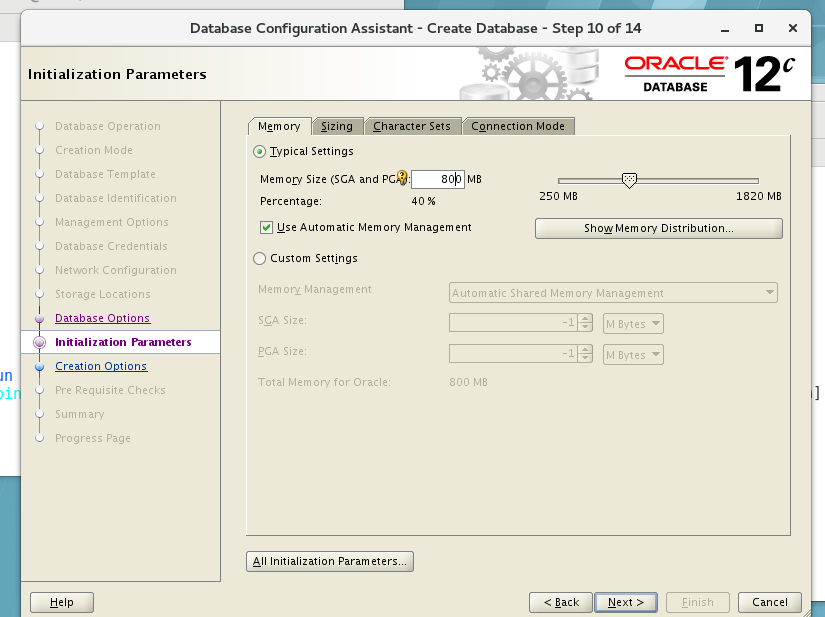 Database Configuration Assistant - Create Database - Step 10 of 14
Initialization Parameters
ORACLE
DATABASE
12c
Database Operation
Creation Mode
Database Template
Database Identification
Management Options
Database Credentials
Network Configuration
Storage Locations
Database Options
Initialization Parameters
Creation Options
Pre Requisite Checks
Summary
Progress Page
Memory Sizing Character Sets Connection Mode
Typical Settings
Memory Size (SGA and PGA): 800 MB
250 MB 1820 MB
Percentage: 40 %
Use Automatic Memory Management
Show Memory Distribution...
Custom Settings
Memory Management Automatic Shared Memory Management
SGA Size: -1 M Bytes
PGA Size: -1 M Bytes
Total Memory for Oracle: 800 MB
All Initialization Parameters...
Help < Back Next > Finish Cancel